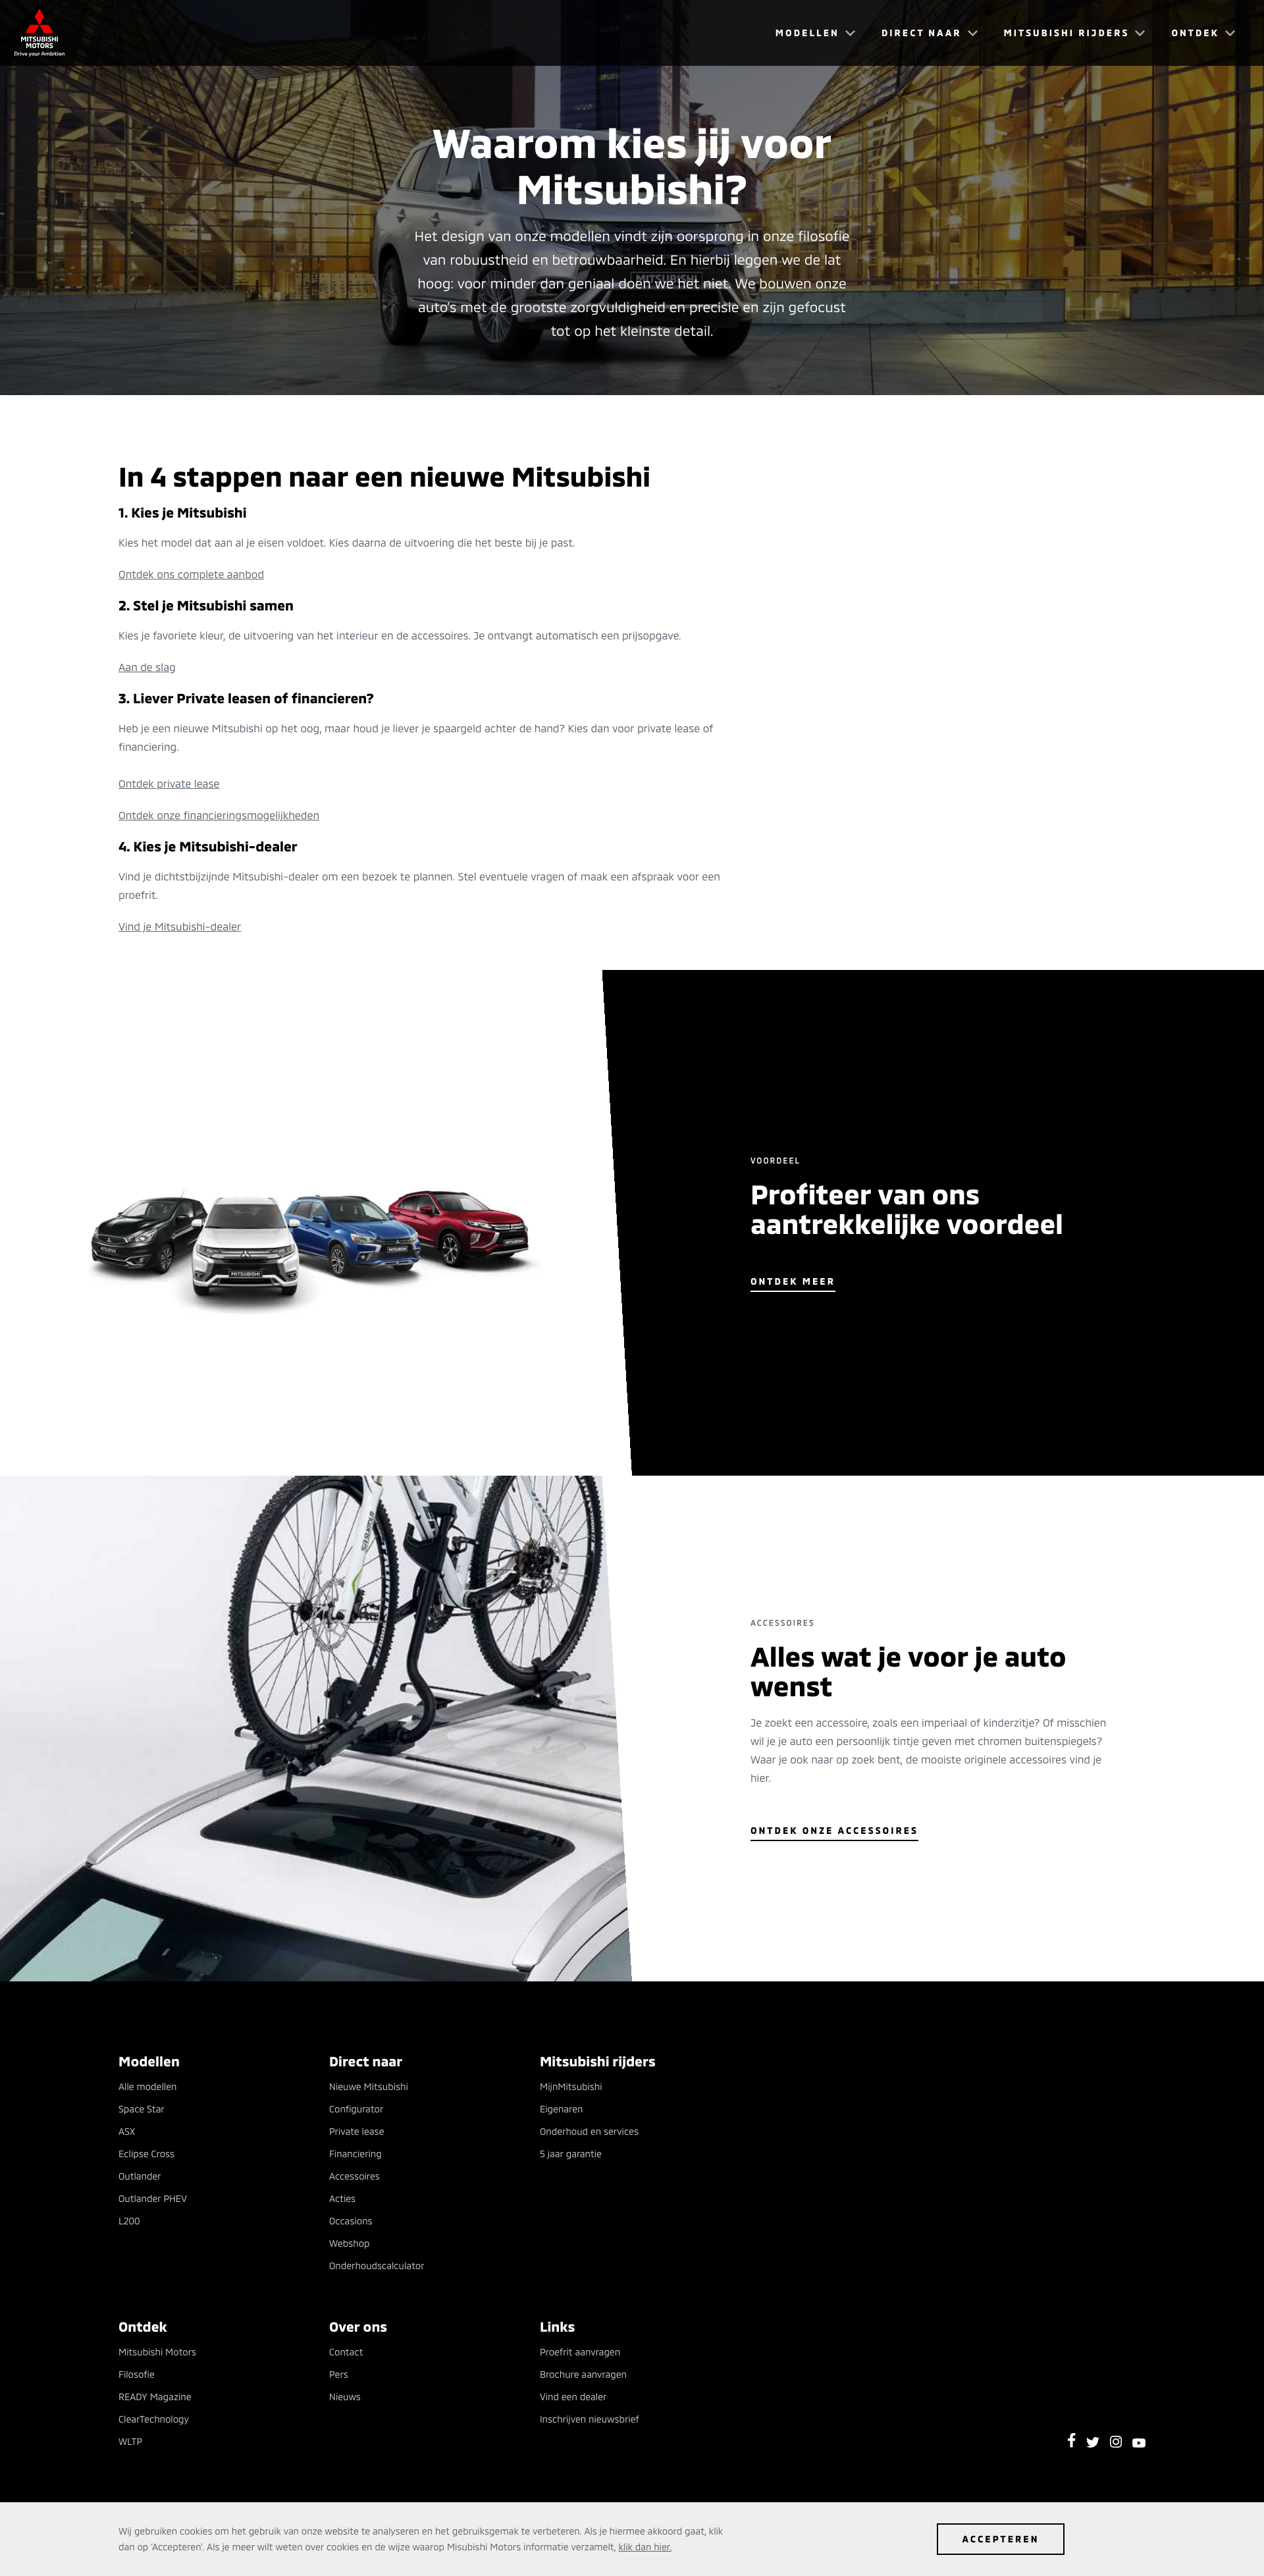 MITSUBISHI
MOTORS
Drive your Ambition
MODELLEN
DIRECT NAAR
MITSUBISHI RIJDERS
ONTDEK
Waarom kies jij voor
Mitsubishi?
Het design van onze modellen vindt zijn oorsprong in onze filosofie
van robuustheid en betrouwbaarheid. En hierbij leggen we de lat
hoog: voor minder dan geniaal doen we het niet. We bouwen onze
auto's met de grootste zorgvuldigheid en precisie en zijn gefocust
tot op het kleinste detail.
MITSUBISHI
In 4 stappen naar een nieuwe Mitsubishi
1. Kies je Mitsubishi
Kies het model dat aan al je eisen voldoet. Kies daarna de uitvoering die het beste bij je past.
Ontdek ons complete aanbod
2. Stel je Mitsubishi samen
Kies je favoriete kleur, de uitvoering van het interieur en de accessoires. Je ontvangt automatisch een prijsopgave.
Aan de slag
3. Liever Private leasen of financieren?
Heb je een nieuwe Mitsubishi op het oog, maar houd je liever je spaargeld achter de hand? Kies dan voor private lease of
financiering.
Ontdek private lease
Ontdek onze financieringsmogelijkheden
4. Kies je Mitsubishi-dealer
Vind je dichtstbijzijnde Mitsubishi-dealer om een bezoek te plannen. Stel eventuele vragen of maak een afspraak voor een
proefrit.
Vind je Mitsubishi-dealer
VOORDEEL
Profiteer van ons
aantrekkelijke voordeel
ONTDEK MEER
MITSUBISHI
ACCESSOIRES
Alles wat je voor je auto
wenst
Je zoekt een accessoire, zoals een imperiaal of kinderzitje? Of misschien
wil je je auto een persoonlijk tintje geven met chromen buitenspiegels?
Waar je ook naar op zoek bent, de mooiste originele accessoires vind je
hier.
ONTDEK ONZE ACCESSOIRES
Modellen
Alle modellen
Space Star
ASX
Eclipse Cross
Outlander
Outlander PHEV
L200
Direct naar
Nieuwe Mitsubishi
Configurator
Private lease
Financiering
Accessoires
Acties
Occasions
Webshop
Onderhoudscalculator
Mitsubishi rijders
MijnMitsubishi
Eigenaren
Onderhoud en services
5 jaar garantie
Ontdek
Mitsubishi Motors
Filosofie
READY Magazine
ClearTechnology
WLTP
Over ons
Contact
Pers
Nieuws
Links
Proefrit aanvragen
Brochure aanvragen
Vind een dealer
Inschrijven nieuwsbrief
Wij gebruiken cookies om het gebruik van onze website te analyseren en het gebruiksgemak te verbeteren. Als je hiermee akkoord gaat, klik
dan op 'Accepteren'. Als je meer wilt weten over cookies en de wijze waarop Misubishi Motors informatie verzamelt, klik dan hier.
ACCEPTEREN